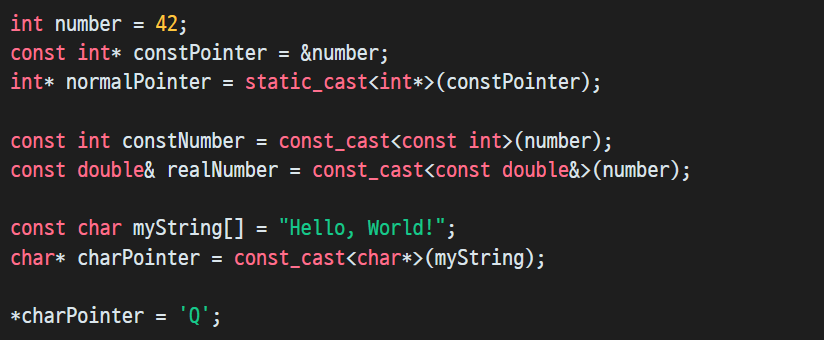 int number = 42;
const int* constPointer = &number;
int* normalPointer = static_cast<int*>(constPointer);
const int constNumber = const_cast<const int>(number);
const double& realNumber = const_cast<const double&>(number);
const char myString[] = "Hello, World!";
char* charPointer = const_cast<char*>(myString);
*charPointer = 'Q';